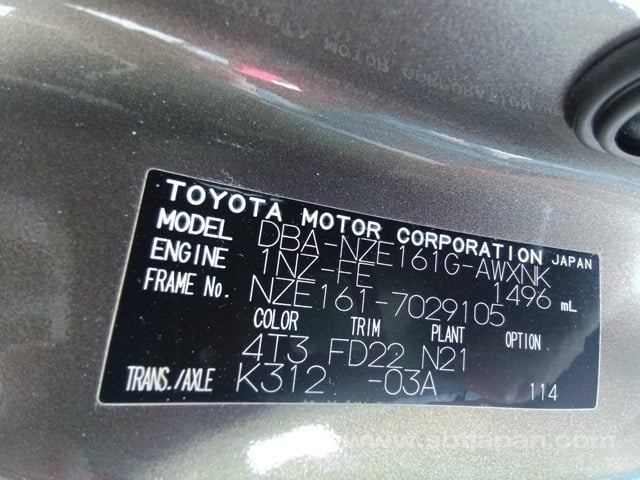 TOYOTA MOTOR CORPORATION JAPAN
MODEL DBA-NZE161G-AWXNK
ENGINE 1NZ-FE 1496 mL
FRAME No. NZE161-7029105
COLOR TRIM PLANT OPTION
4T3 FD22 N21
TRANS./AXLE K312 -03A 114
www.sbtjapan.com